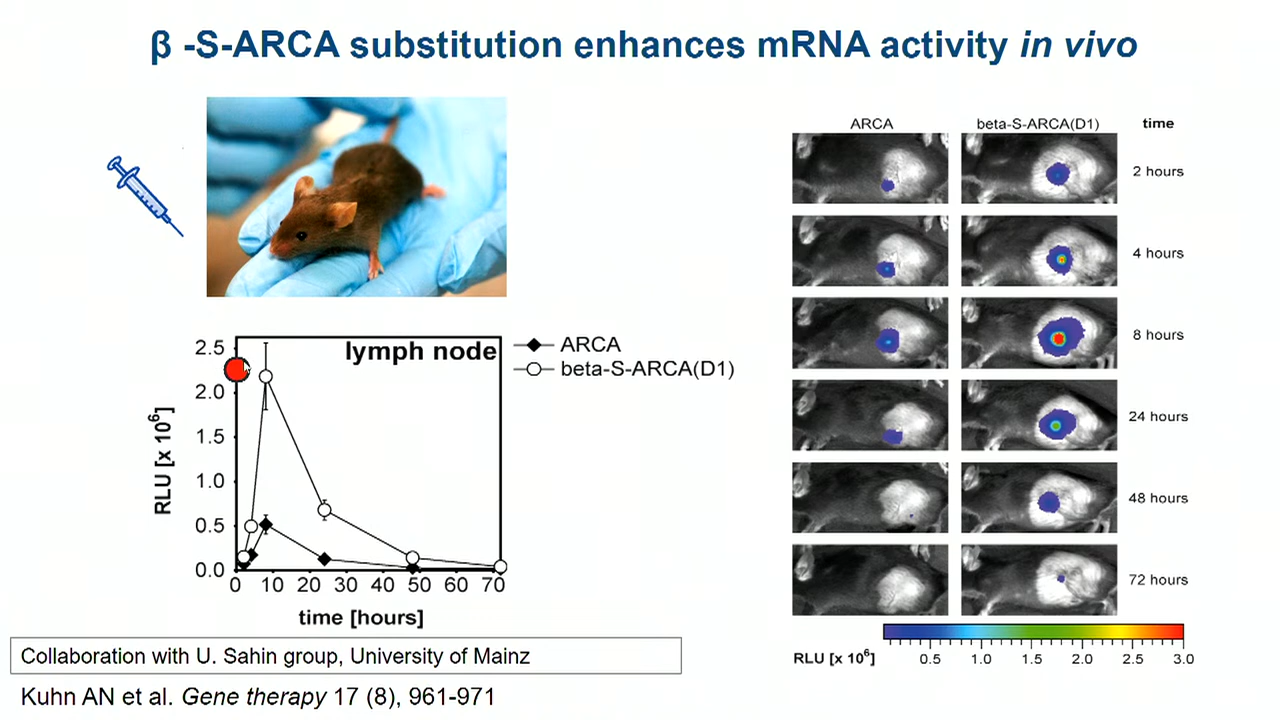 β -S-ARCA substitution enhances mRNA activity in vivo
ARCA
beta-S-ARCA(D1)
time
2 hours
4 hours
8 hours
24 hours
48 hours
72 hours
RLU [x 10⁶]
0.5 1.0 1.5 2.0 2.5 3.0
lymph node
ARCA
beta-S-ARCA(D1)
RLU [x 10⁶]
2.5
2.0
1.5
1.0
0.5
0.0
0 10 20 30 40 50 60 70
time [hours]
Collaboration with U. Sahin group, University of Mainz
Kuhn AN et al. Gene therapy 17 (8), 961-971